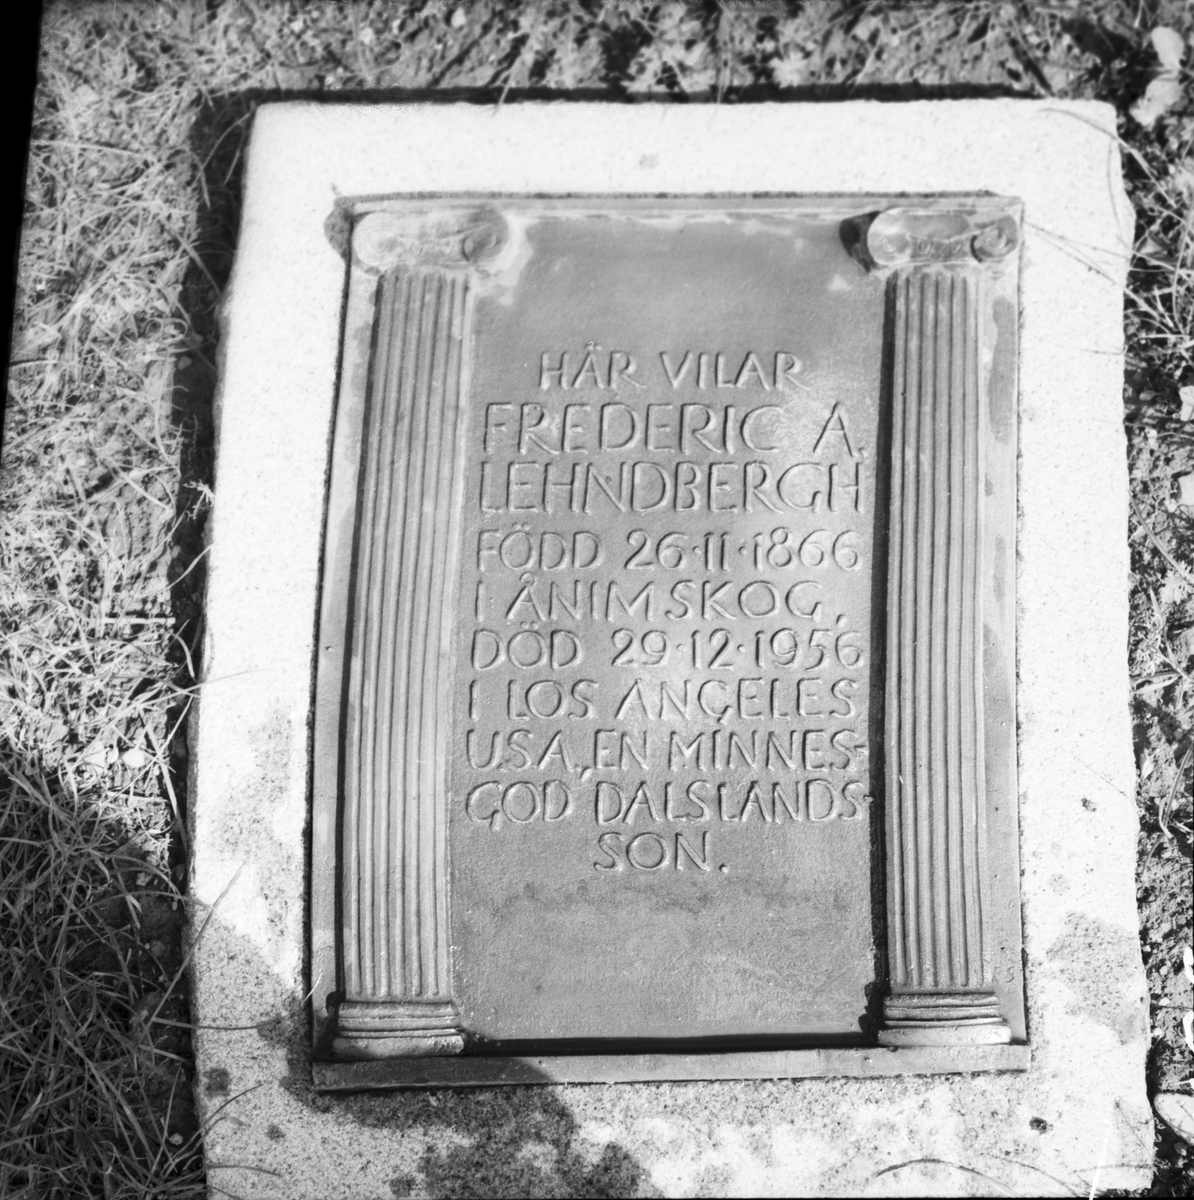 HÄR VILAR
FREDERIC A.
LEHNDBERGH
FÖDD 26·11·1866
I ÅNIMSKOG,
DÖD 29·12·1956
I LOS ANGELES
USA, EN MINNES-
GOD DALSLANDS-
SON.